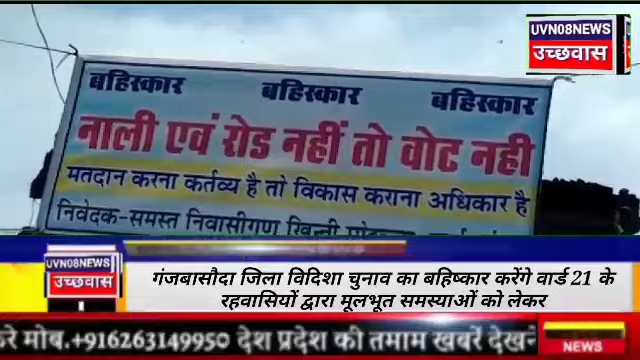 UVN08NEWS
उच्छवास
बहिस्कार बहिस्कार बहिस्कार
नाली एवं रोड नहीं तो वोट नही
मतदान करना कर्तव्य है तो विकास कराना अधिकार है
निवेदक-समस्त निवासीगण
UVN08NEWS
उच्छवास
गंजबासौदा जिला विदिशा चुनाव का बहिष्कार करेंगे वार्ड 21 के
रहवासियों द्वारा मूलभूत समस्याओं को लेकर
रे मोब.+916263149950 देश प्रदेश की तमाम खबरें देखने
NEWS